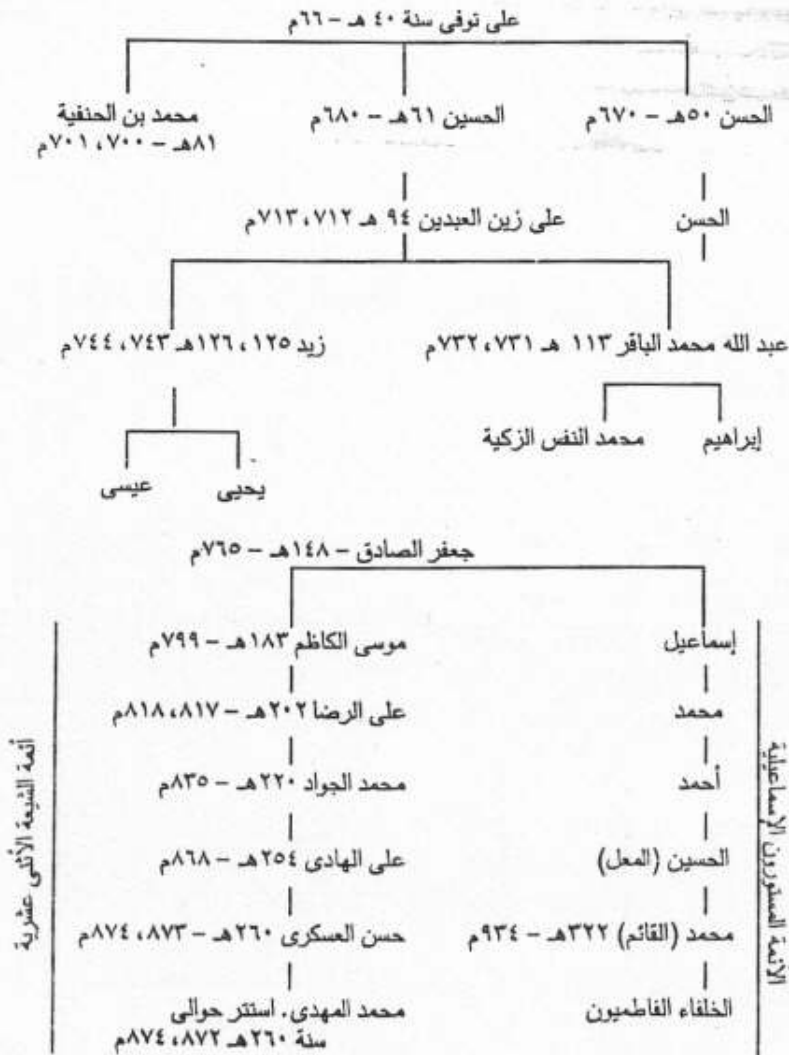 على توفى سنة ٤٠ هـ - ٦٦م
الحسن ٥٠هـ - ٦٧٠م
الحسين ٦١هـ - ٦٨٠م
محمد بن الحنفية
٨١هـ - ٧٠٠، ٧٠١م
الحسن
على زين العبدين ٩٤ هـ ٧١٢، ٧١٣م
عبد الله محمد الباقر ١١٣ هـ ٧٣١، ٧٣٢م
زيد ١٢٥، ١٢٦هـ ٧٤٣، ٧٤٤م
إبراهيم
محمد النفس الزكية
يحيى
عيسى
جعفر الصادق - ١٤٨هـ - ٧٦٥م
إسماعيل
موسى الكاظم ١٨٣هـ - ٧٩٩م
محمد
على الرضا ٢٠٢هـ - ٨١٧، ٨١٨م
أحمد
محمد الجواد ٢٢٠هـ - ٨٣٥م
الحسين (المعل)
على الهادى ٢٥٤هـ - ٨٦٨م
محمد (القائم) ٣٢٢هـ - ٩٣٤م
حسن العسكرى ٢٦٠هـ - ٨٧٣، ٨٧٤م
الخلفاء الفاطميون
محمد المهدى. استتر حوالى
سنة ٢٦٠هـ ٨٧٢، ٨٧٤م
الائمة المستورون الإسماعيلية
أئمة الشيعة الأثنى عشرية